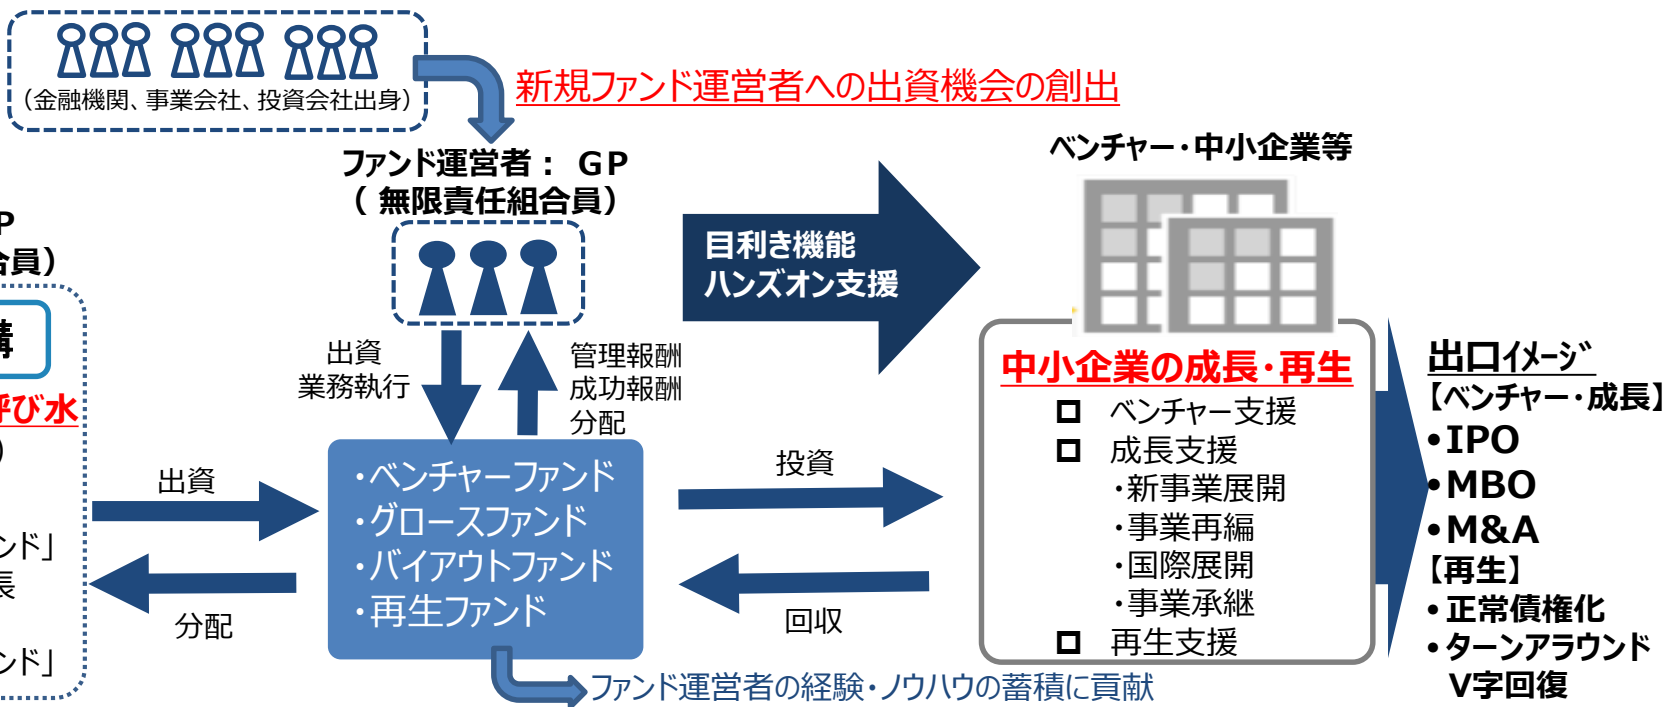 （金融機関、事業会社、投資会社出身）
新規ファンド運営者への出資機会の創出
ファンド運営者： GP
（ 無限責任組合員）
P
合員）
構
呼び水
）
ンド」
長
ンド」
出資
分配
出資
業務執行
管理報酬
成功報酬
分配
・ベンチャーファンド
・グロースファンド
・バイアウトファンド
・再生ファンド
ファンド運営者の経験・ノウハウの蓄積に貢献
目利き機能
ハンズオン支援
投資
回収
ベンチャー・中小企業等
中小企業の成長・再生
ベンチャー支援
成長支援
・新事業展開
・事業再編
・国際展開
・事業承継
再生支援
出口イメージ
【ベンチャー・成長】
•IPO
•MBO
•M&A
【再生】
•正常債権化
•ターンアラウンド
V字回復